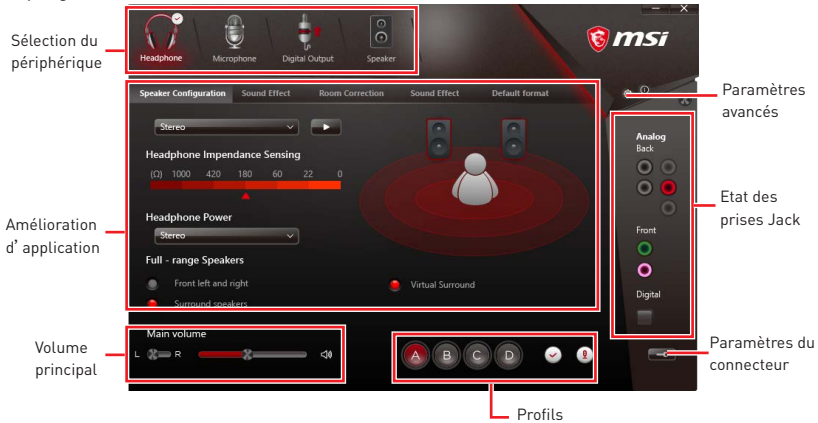 msi
Sélection du
périphérique
Headphone
Microphone
Digital Output
Speaker
Paramètres
avancés
Speaker Configuration
Sound Effect
Room Correction
Sound Effect
Default format
Stereo
Headphone Impendance Sensing
(Ω) 1000 420 180 60 22 0
Headphone Power
Stereo
Full - range Speakers
Front left and right
Virtual Surround
Surround speakers
Amélioration
d’application
Analog
Back
Front
Digital
Etat des
prises Jack
Main volume
L R
Volume
principal
A B C D
Profils
Paramètres du
connecteur